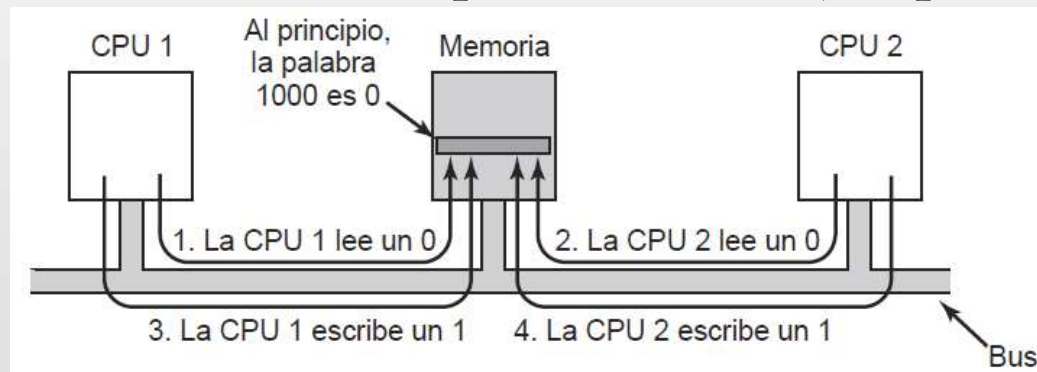 CPU 1
Al principio,
la palabra
1000 es 0
Memoria
CPU 2
1. La CPU 1 lee un 0
2. La CPU 2 lee un 0
3. La CPU 1 escribe un 1
4. La CPU 2 escribe un 1
Bus